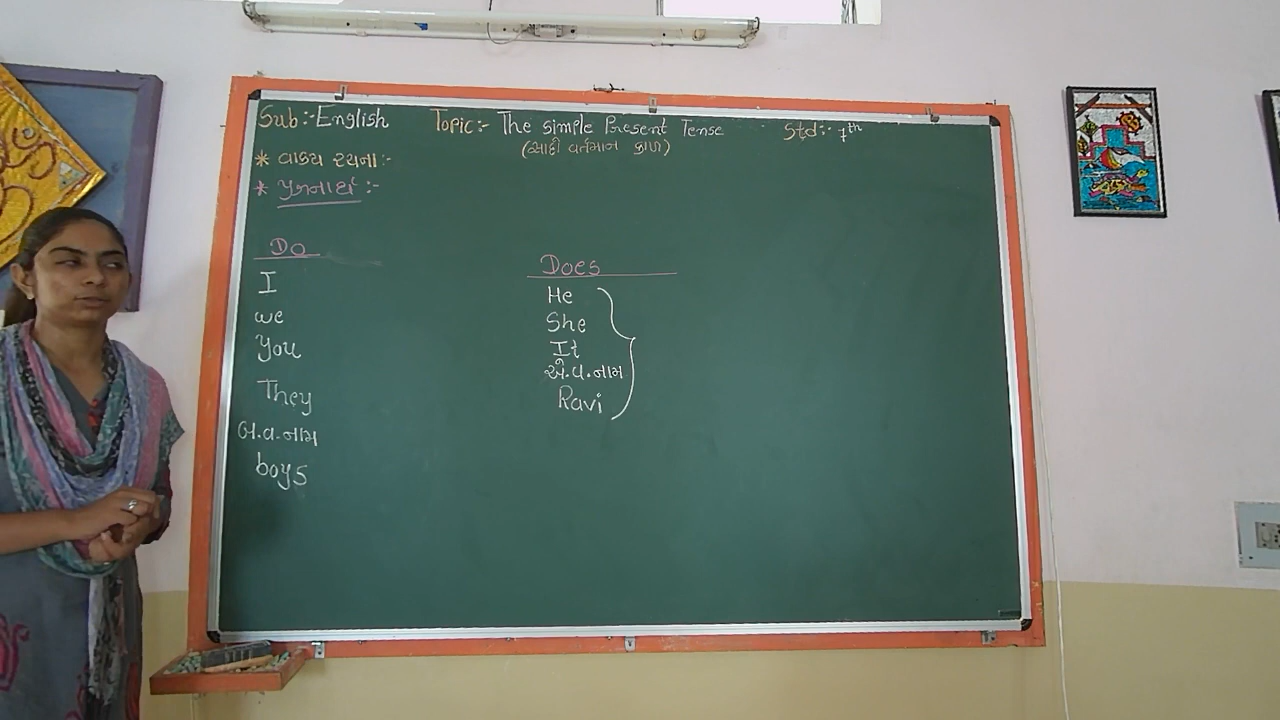 Sub:- English Topic:- The simple Present Tense Std:- 7th
(સાદો વર્તમાન કાળ)
* વાક્ય રચના:-
* પ્રશ્નાર્થ:-
Do
I
we
You
They
બ.વ.નામ
boys
Does
He
She
It
એ.વ.નામ
Ravi